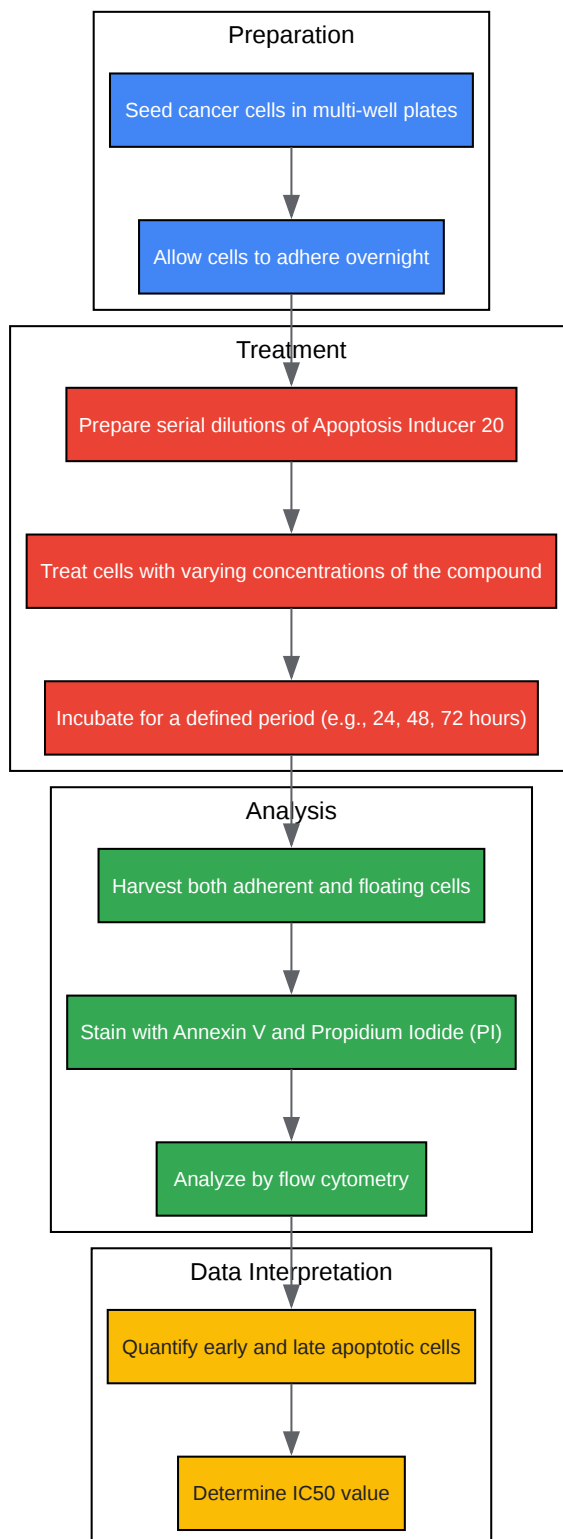 Preparation
Seed cancer cells in multi-well plates
Allow cells to adhere overnight
Treatment
Prepare serial dilutions of Apoptosis Inducer 20
Treat cells with varying concentrations of the compound
Incubate for a defined period (e.g., 24, 48, 72 hours)
Analysis
Harvest both adherent and floating cells
Stain with Annexin V and Propidium Iodide (PI)
Analyze by flow cytometry
Data Interpretation
Quantify early and late apoptotic cells
Determine IC50 value